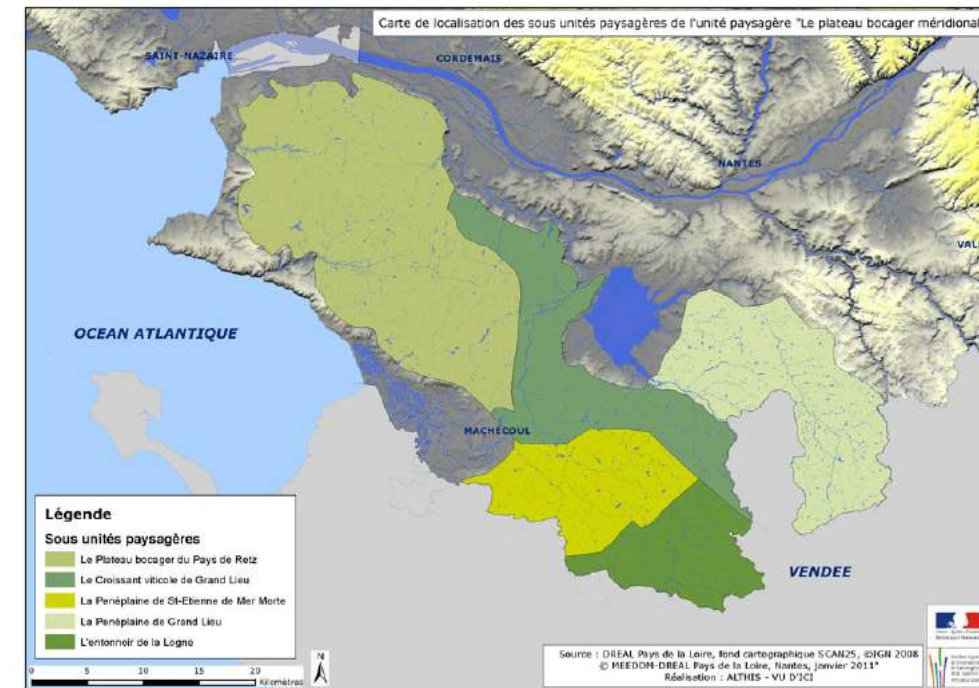 Carte de localisation des sous unités paysagères de l'unité paysagère "Le plateau bocager méridional
SAINT-NAZAIRE
CORDEMAIS
NANTES
VAL
OCEAN ATLANTIQUE
MACHECOUL
VENDEE
Légende
Sous unités paysagères
Le Plateau bocager du Pays de Retz
Le Croissant viticole de Grand Lieu
La Penéplaine de St-Etienne de Mer Morte
La Penéplaine de Grand Lieu
L'entonnoir de la Logne
0 5 10 15 20
Kilomètres
N
Source : DREAL Pays de la Loire, fond cartographique SCAN25, ©IGN 2008
© MEEDDM-DREAL Pays de la Loire, Nantes, janvier 2011"
Réalisation : ALTHIS - VU D'ICI